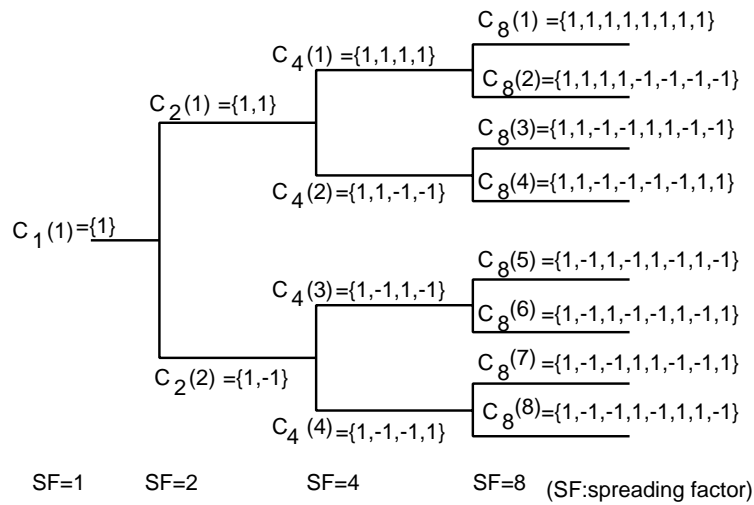 C8(1) ={1,1,1,1,1,1,1,1}
C4(1) ={1,1,1,1}
C8(2)={1,1,1,1,-1,-1,-1,-1}
C2(1) ={1,1}
C8(3)={1,1,-1,-1,1,1,-1,-1}
C4(2)={1,1,-1,-1}
C8(4)={1,1,-1,-1,-1,-1,1,1}
C1(1) ={1}
C8(5) ={1,-1,1,-1,1,-1,1,-1}
C4(3)={1,-1,1,-1}
C8(6) ={1,-1,1,-1,-1,1,-1,1}
C8(7) ={1,-1,-1,1,1,-1,-1,1}
C2(2) ={1,-1}
C8(8)={1,-1,-1,1,-1,1,1,-1}
C4 (4)={1,-1,-1,1}
SF=1 SF=2 SF=4 SF=8 (SF:spreading factor)